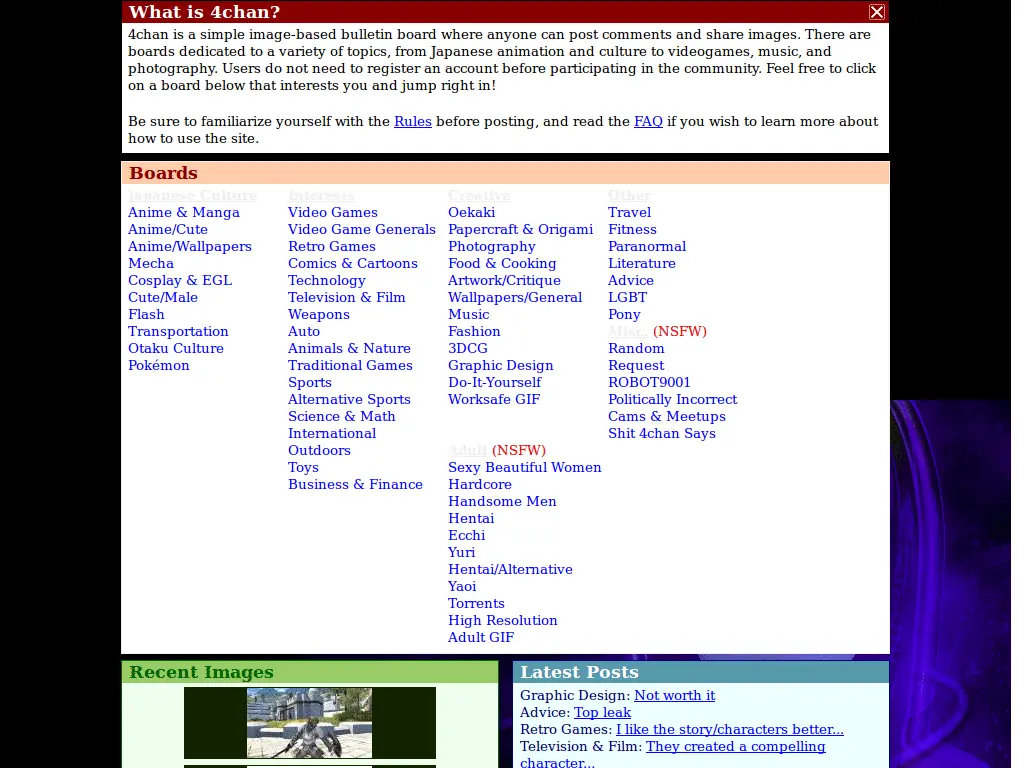 What is 4chan?
4chan is a simple image-based bulletin board where anyone can post comments and share images. There are
boards dedicated to a variety of topics, from Japanese animation and culture to videogames, music, and
photography. Users do not need to register an account before participating in the community. Feel free to click
on a board below that interests you and jump right in!
Be sure to familiarize yourself with the Rules before posting, and read the FAQ if you wish to learn more about
how to use the site.
Boards
Japanese Culture
Anime & Manga
Anime/Cute
Anime/Wallpapers
Mecha
Cosplay & EGL
Cute/Male
Flash
Transportation
Otaku Culture
Pokémon
Interests
Video Games
Video Game Generals
Retro Games
Comics & Cartoons
Technology
Television & Film
Weapons
Auto
Animals & Nature
Traditional Games
Sports
Alternative Sports
Science & Math
International
Outdoors
Toys
Business & Finance
Creative
Oekaki
Papercraft & Origami
Photography
Food & Cooking
Artwork/Critique
Wallpapers/General
Music
Fashion
3DCG
Graphic Design
Do-It-Yourself
Worksafe GIF
Adult (NSFW)
Sexy Beautiful Women
Hardcore
Handsome Men
Hentai
Ecchi
Yuri
Hentai/Alternative
Yaoi
Torrents
High Resolution
Adult GIF
Other
Travel
Fitness
Paranormal
Literature
Advice
LGBT
Pony
Misc. (NSFW)
Random
Request
ROBOT9001
Politically Incorrect
Cams & Meetups
Shit 4chan Says
Recent Images
Latest Posts
Graphic Design: Not worth it
Advice: Top leak
Retro Games: I like the story/characters better...
Television & Film: They created a compelling
character...